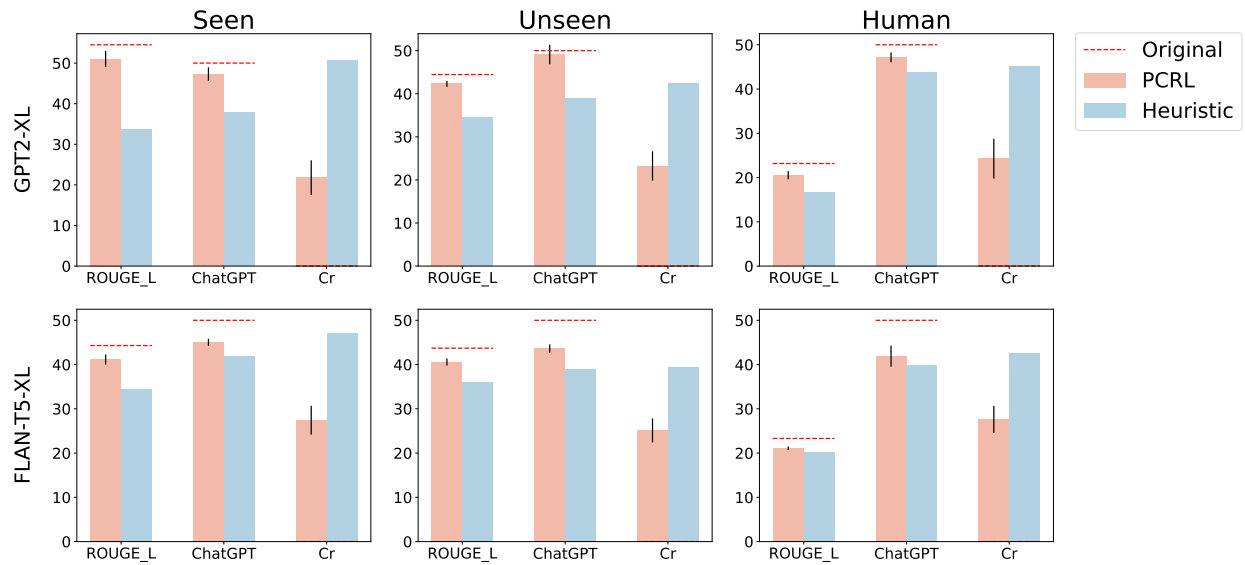 Seen
Unseen
Human
GPT2-XL
50
40
30
20
10
0
ROUGE_L
ChatGPT
Cr
50
40
30
20
10
0
ROUGE_L
ChatGPT
Cr
50
40
30
20
10
0
ROUGE_L
ChatGPT
Cr
Original
PCRL
Heuristic
FLAN-T5-XL
50
40
30
20
10
0
ROUGE_L
ChatGPT
Cr
50
40
30
20
10
0
ROUGE_L
ChatGPT
Cr
50
40
30
20
10
0
ROUGE_L
ChatGPT
Cr